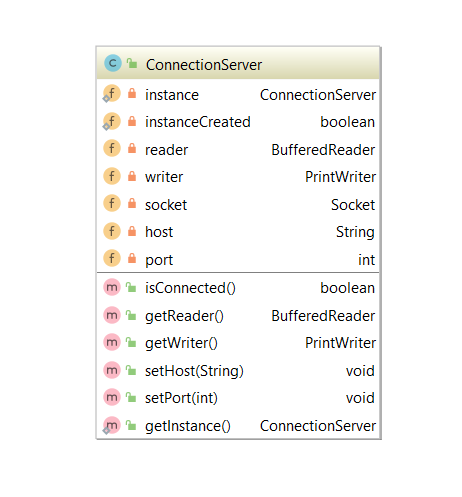 C ConnectionServer
f instance ConnectionServer
f instanceCreated boolean
f reader BufferedReader
f writer PrintWriter
f socket Socket
f host String
f port int
m isConnected() boolean
m getReader() BufferedReader
m getWriter() PrintWriter
m setHost(String) void
m setPort(int) void
m getInstance() ConnectionServer